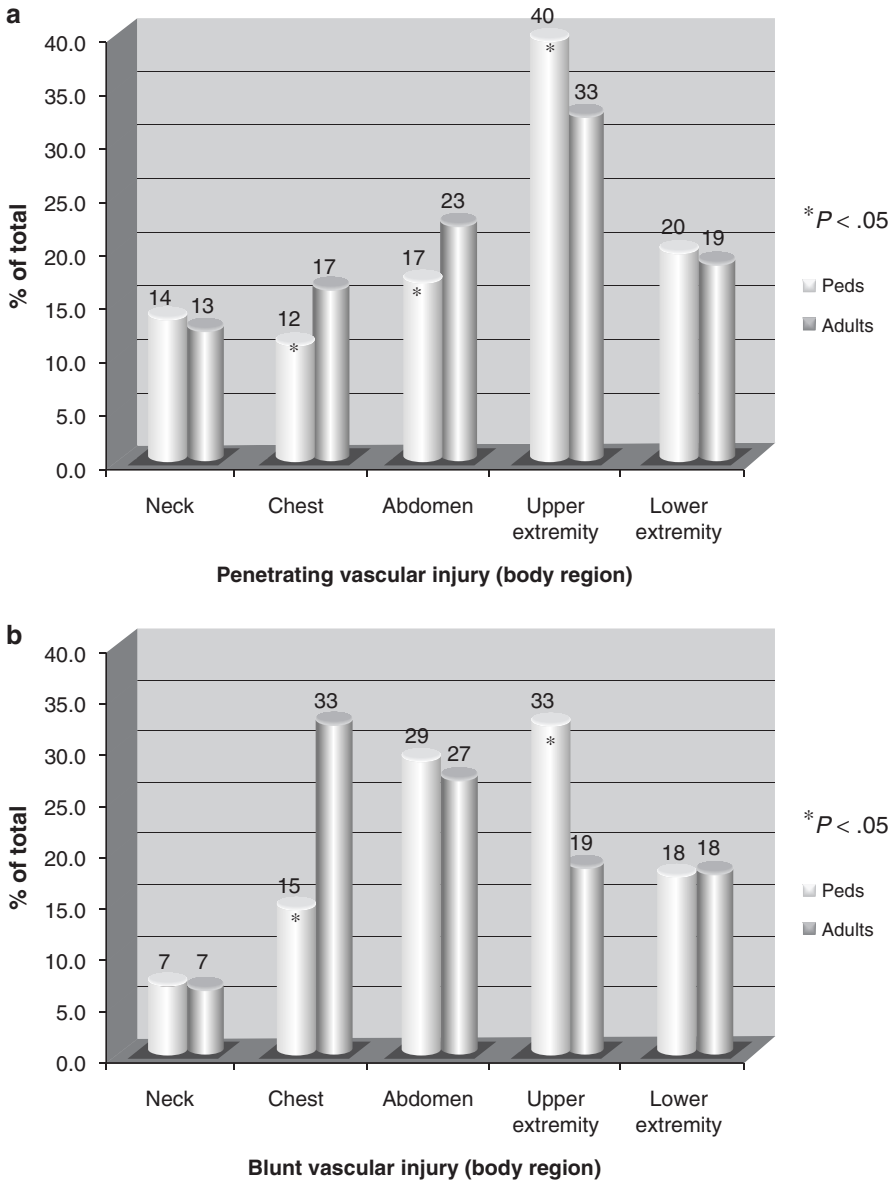 a
40.0
35.0
30.0
25.0
20.0
15.0
10.0
5.0
0.0
% of total
14
13
12
*
17
17
*
23
40
*
33
20
19
Neck
Chest
Abdomen
Upper
extremity
Lower
extremity
Penetrating vascular injury (body region)
*P < .05
Peds
Adults
b
40.0
35.0
30.0
25.0
20.0
15.0
10.0
5.0
0.0
% of total
7
7
15
*
33
29
27
33
*
19
18
18
Neck
Chest
Abdomen
Upper
extremity
Lower
extremity
Blunt vascular injury (body region)
*P < .05
Peds
Adults